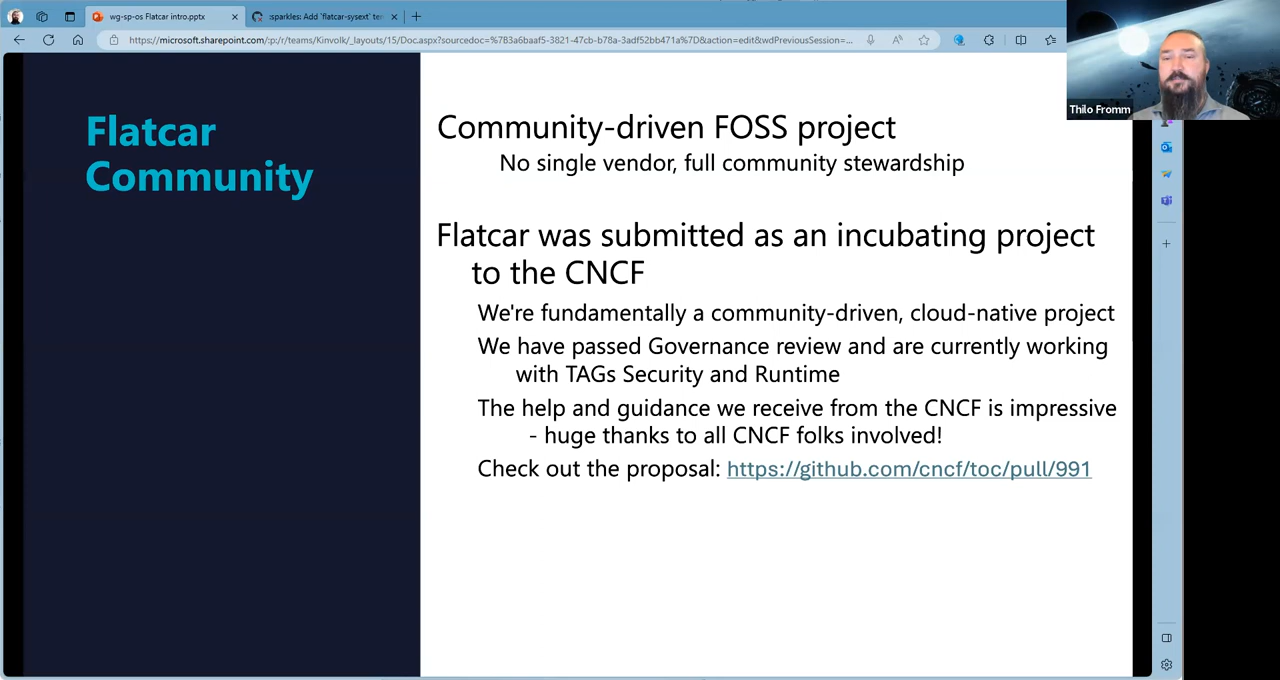 wg-sp-os Flatcar intro.pptx
:sparkles: Add `flatcar-sysext` te
https://microsoft.sharepoint.com/:p:/r/teams/Kinvolk/_layouts/15/Doc.aspx?sourcedoc=%7B3a6baaf5-3821-47cb-b78a-3adf52bb471a%7D&action=edit&wdPreviousSession=...
Thilo Fromm
Flatcar
Community
Community-driven FOSS project
No single vendor, full community stewardship
Flatcar was submitted as an incubating project
to the CNCF
We're fundamentally a community-driven, cloud-native project
We have passed Governance review and are currently working
with TAGs Security and Runtime
The help and guidance we receive from the CNCF is impressive
- huge thanks to all CNCF folks involved!
Check out the proposal: https://github.com/cncf/toc/pull/991